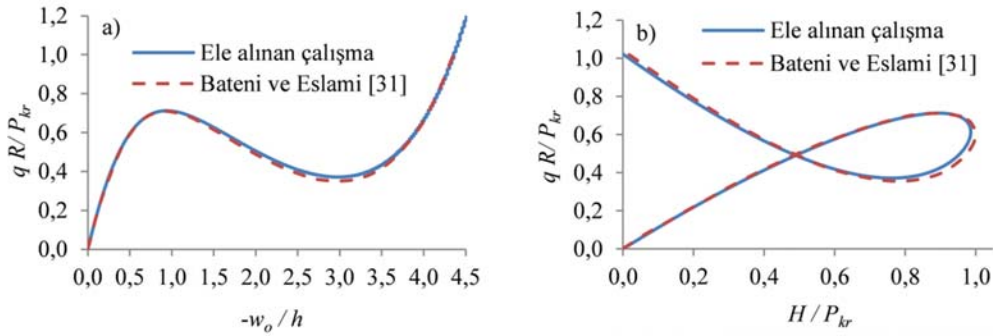 a)
Ele alınan çalışma
Bateni ve Eslami [31]
q R / Pkr
1,2
1,0
0,8
0,6
0,4
0,2
0,0
0,0 0,5 1,0 1,5 2,0 2,5 3,0 3,5 4,0 4,5
-wo / h
b)
Ele alınan çalışma
Bateni ve Eslami [31]
q R / Pkr
1,2
1,0
0,8
0,6
0,4
0,2
0,0
0,0 0,2 0,4 0,6 0,8 1,0
H / Pkr